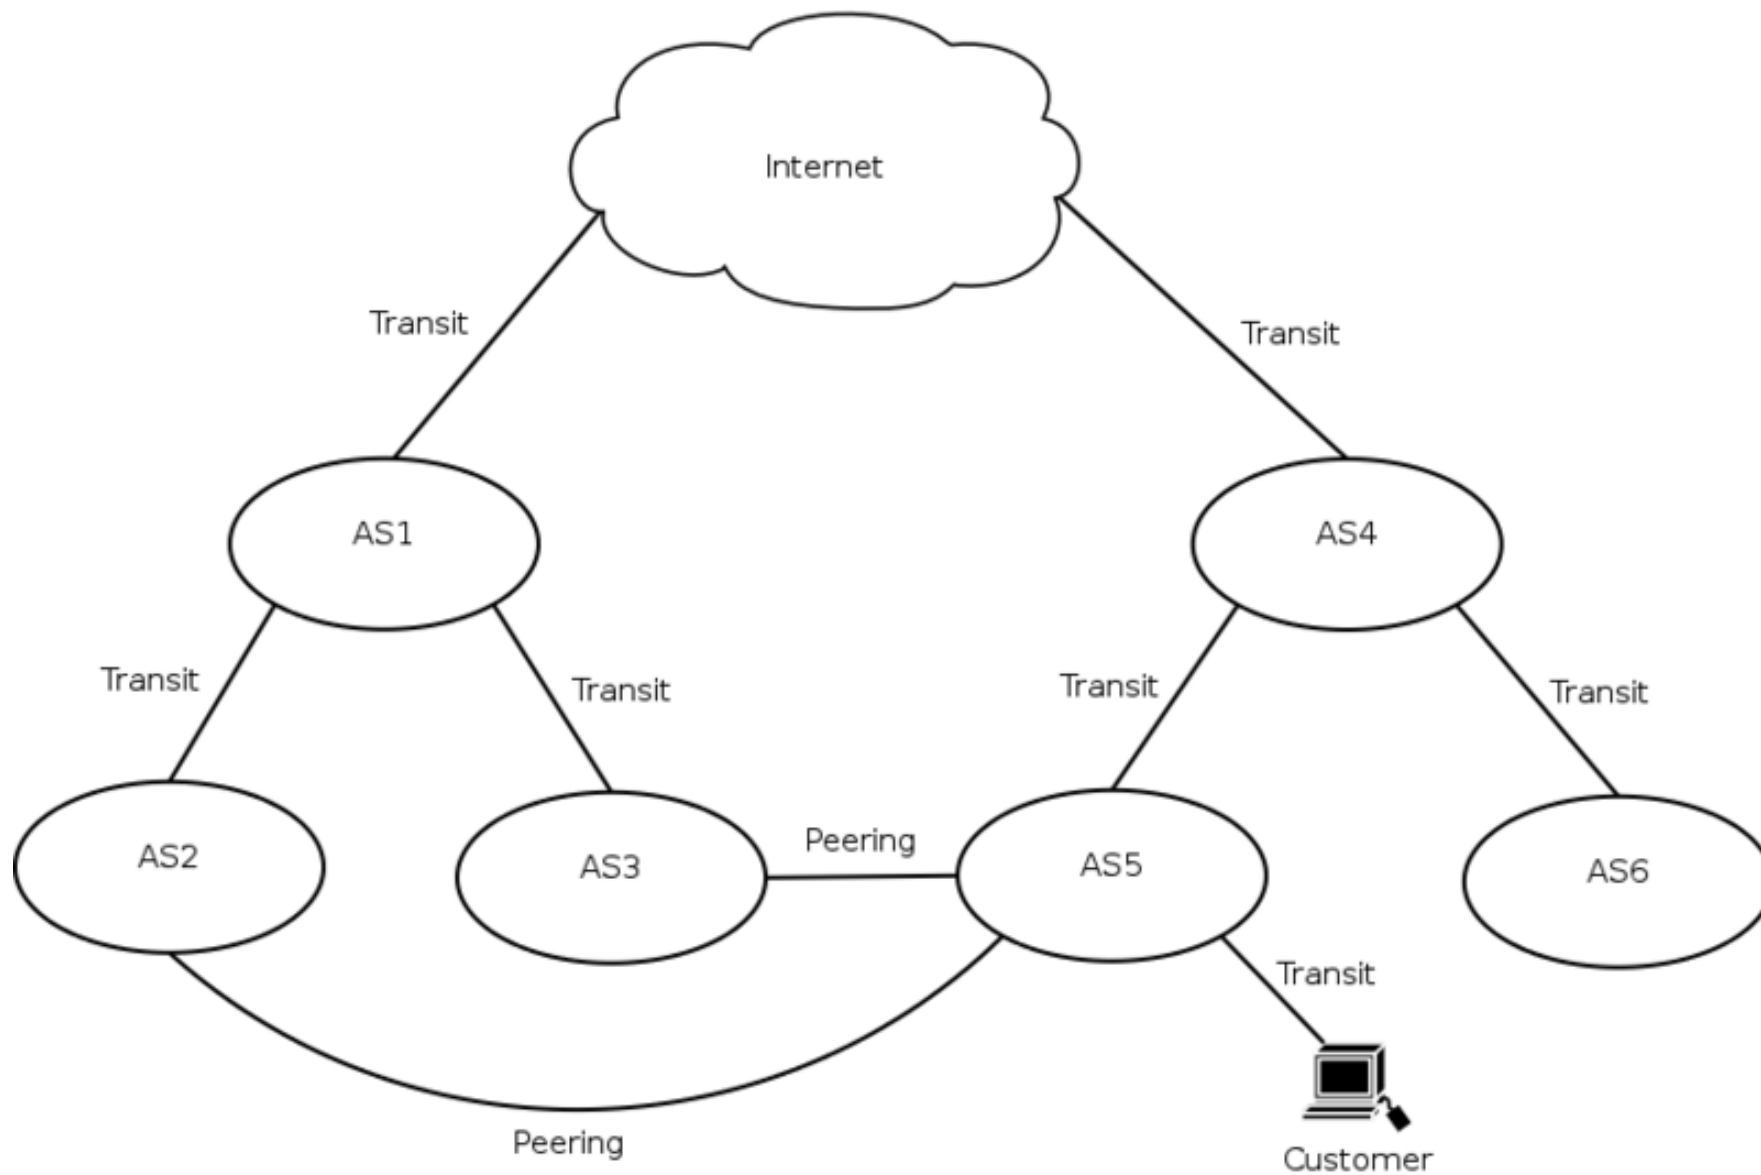 Internet
Transit
Transit
AS1
AS4
Transit
Transit
Transit
Transit
AS2
AS3
Peering
AS5
AS6
Transit
Peering
Customer